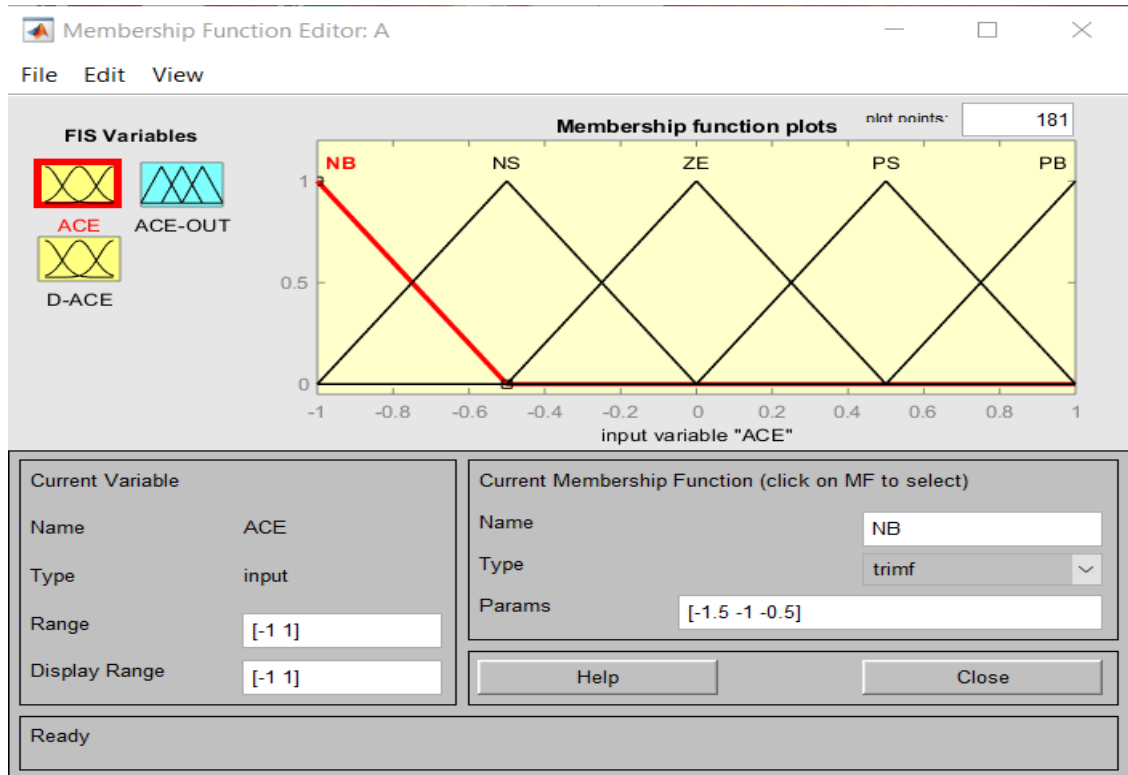 Membership Function Editor: A
File Edit View
FIS Variables
Membership function plots
plot points:
181
ACE
ACE-OUT
D-ACE
NB NS ZE PS PB
1
0.5
0
-1 -0.8 -0.6 -0.4 -0.2 0 0.2 0.4 0.6 0.8 1
input variable "ACE"
Current Variable
Name ACE
Type input
Range [-1 1]
Display Range [-1 1]
Current Membership Function (click on MF to select)
Name NB
Type trimf
Params [-1.5 -1 -0.5]
Help Close
Ready